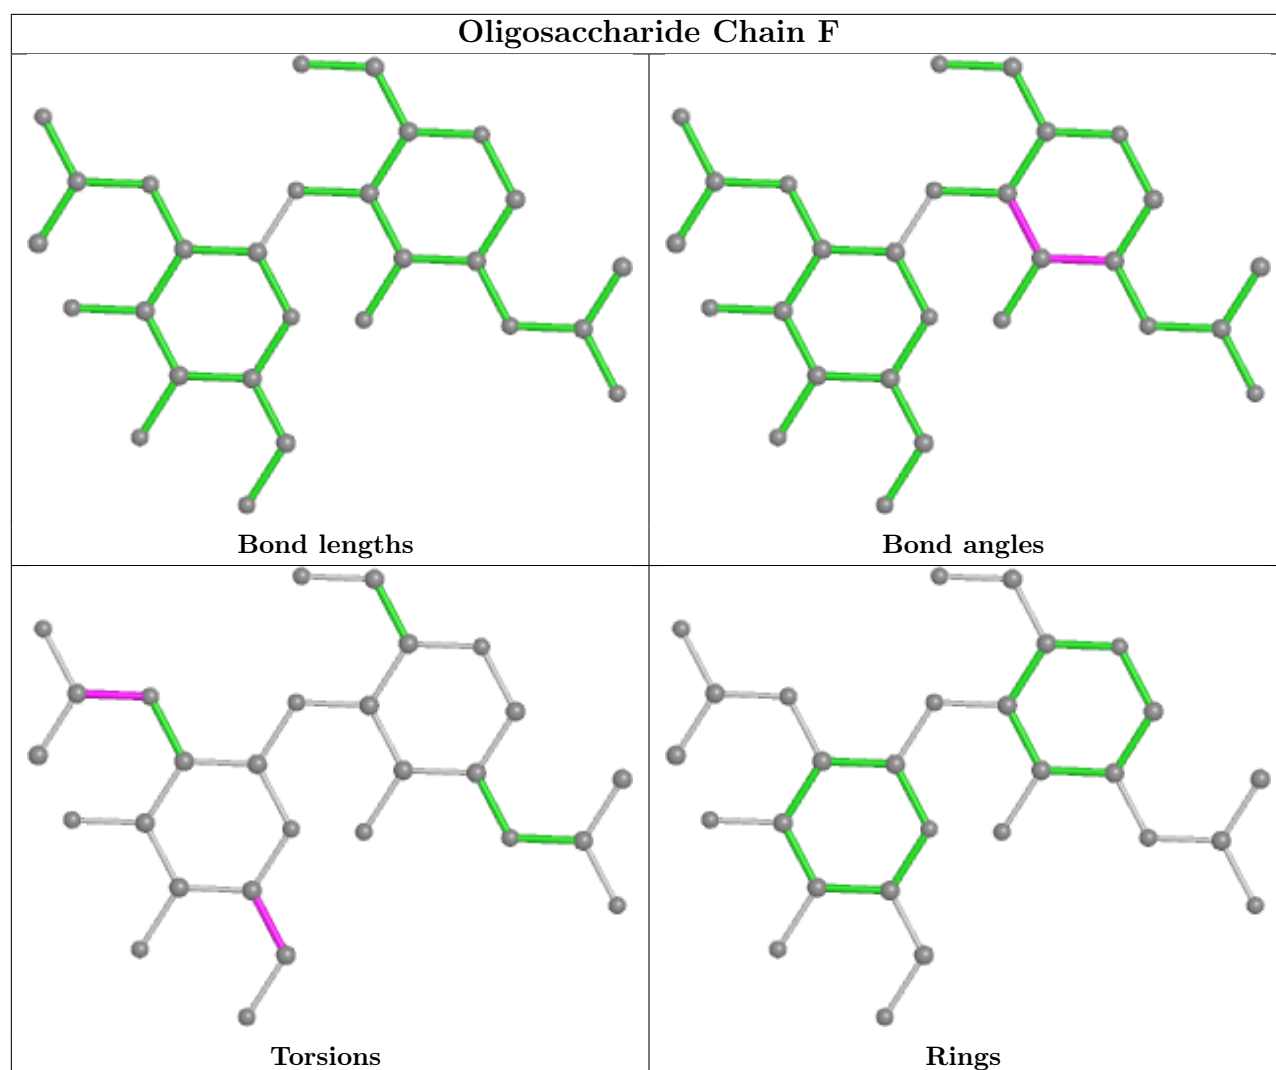 Oligosaccharide Chain F
Bond lengths
Bond angles
Torsions
Rings